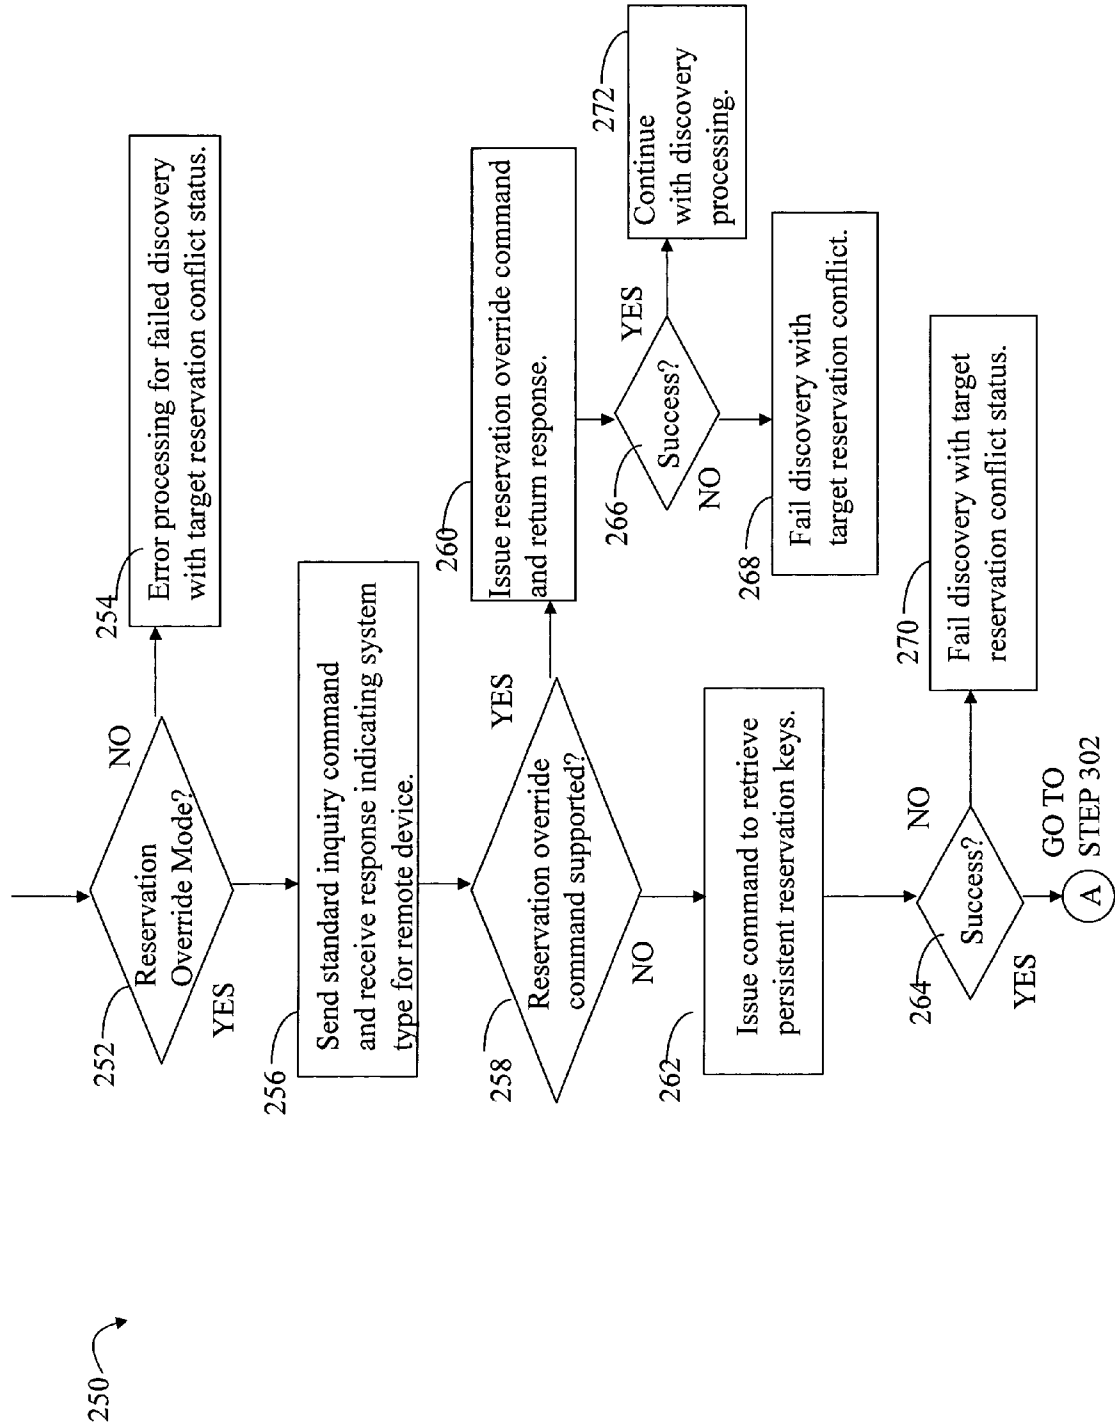 250
252
Reservation
Override Mode?
NO
YES
254
Error processing for failed discovery
with target reservation conflict status.
256
Send standard inquiry command
and receive response indicating system
type for remote device.
258
Reservation override
command supported?
YES
NO
260
Issue reservation override command
and return response.
266
Success?
YES
NO
272
Continue
with discovery
processing.
268
Fail discovery with
target reservation conflict.
262
Issue command to retrieve
persistent reservation keys.
264
Success?
NO
YES
270
Fail discovery with target
reservation conflict status.
A
GO TO
STEP 302